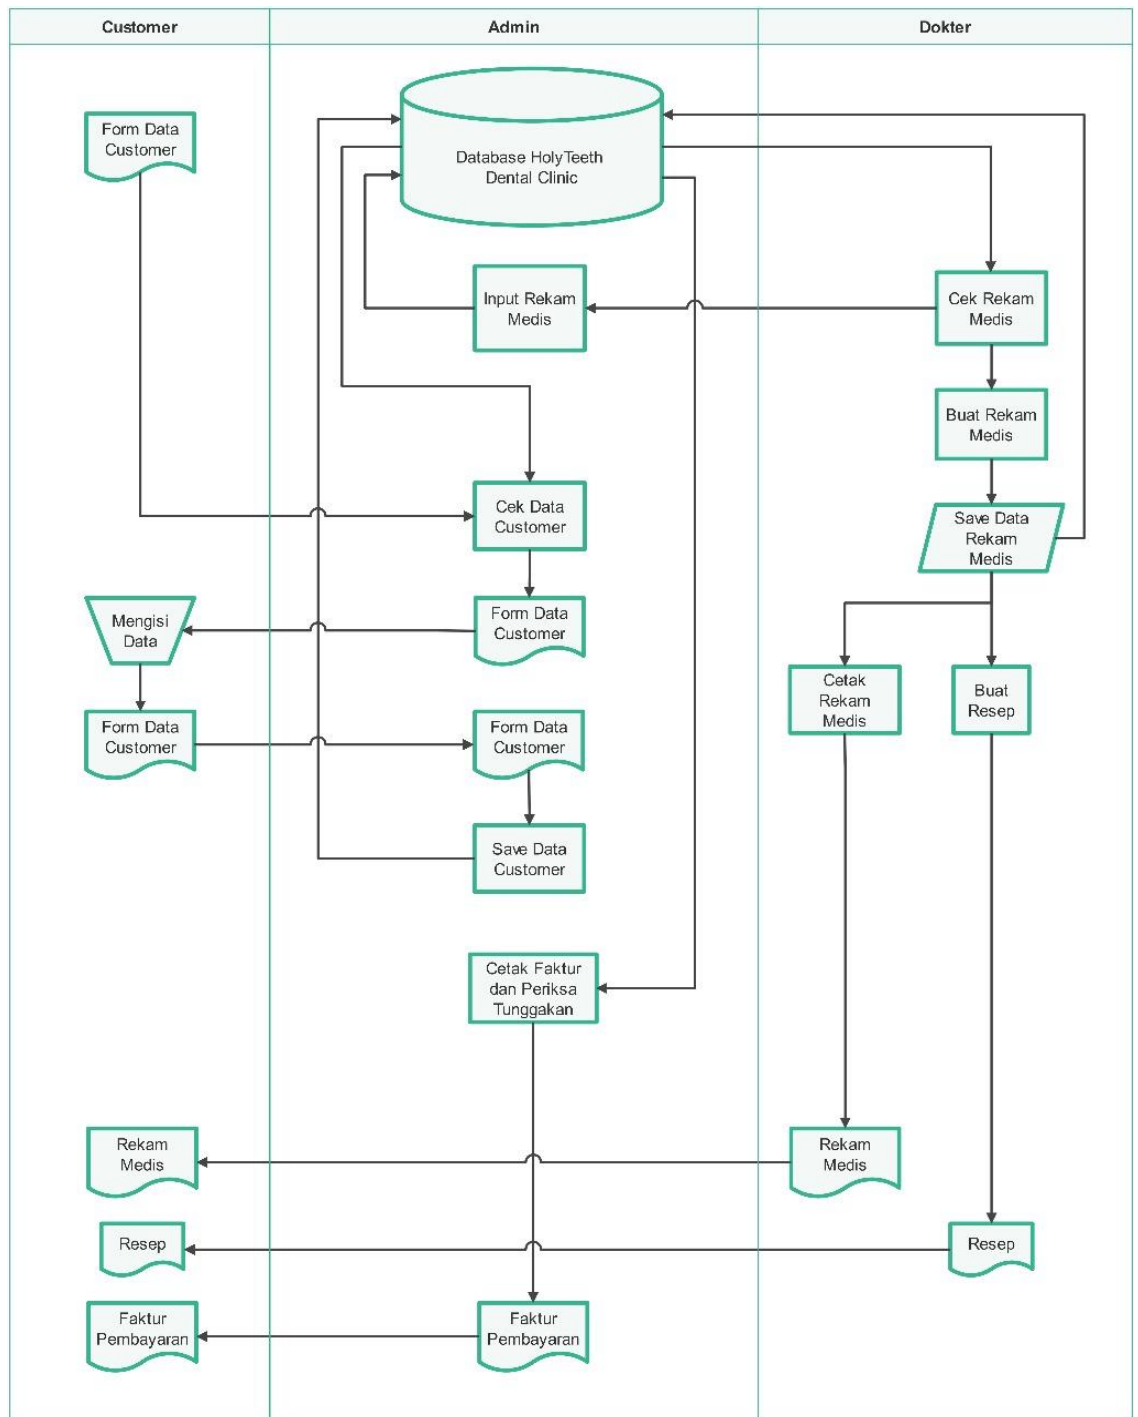 Customer
Admin
Dokter
Form Data
Customer
Database HolyTeeth
Dental Clinic
Input Rekam
Medis
Cek Rekam
Medis
Buat Rekam
Medis
Cek Data
Customer
Save Data
Rekam
Medis
Mengisi
Data
Form Data
Customer
Cetak
Rekam
Medis
Buat
Resep
Form Data
Customer
Form Data
Customer
Save Data
Customer
Cetak Faktur
dan Periksa
Tunggakan
Rekam
Medis
Rekam
Medis
Resep
Resep
Faktur
Pembayaran
Faktur
Pembayaran